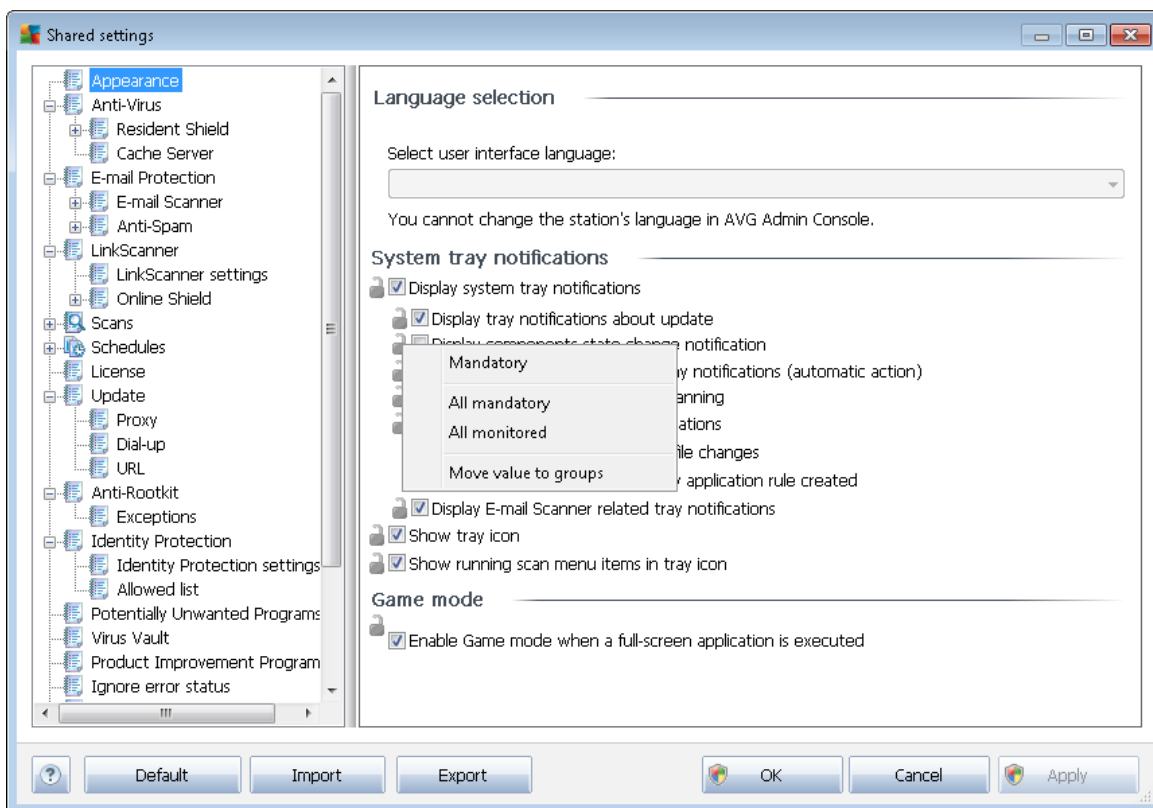 Shared settings
Appearance
Anti-Virus
Resident Shield
Cache Server
E-mail Protection
E-mail Scanner
Anti-Spam
LinkScanner
LinkScanner settings
Online Shield
Scans
Schedules
License
Update
Proxy
Dial-up
URL
Anti-Rootkit
Exceptions
Identity Protection
Identity Protection settings
Allowed list
Potentially Unwanted Programs
Virus Vault
Product Improvement Program
Ignore error status
Language selection
Select user interface language:
You cannot change the station's language in AVG Admin Console.
System tray notifications
Display system tray notifications
Display tray notifications about update
Display components state change notification
notifications (automatic action)
file changes
application rule created
Mandatory
All mandatory
All monitored
Move value to groups
Display E-mail Scanner related tray notifications
Show tray icon
Show running scan menu items in tray icon
Game mode
Enable Game mode when a full-screen application is executed
?
Default
Import
Export
OK
Cancel
Apply